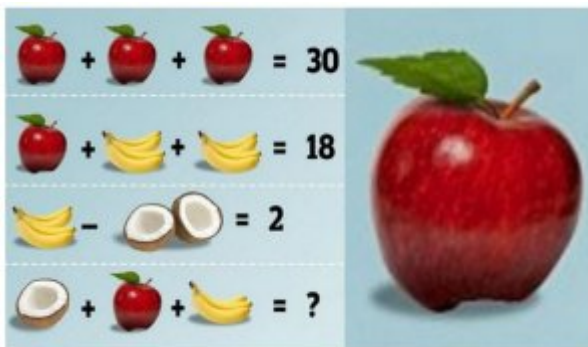 + + = 30
+ + = 18
− = 2
+ + = ?